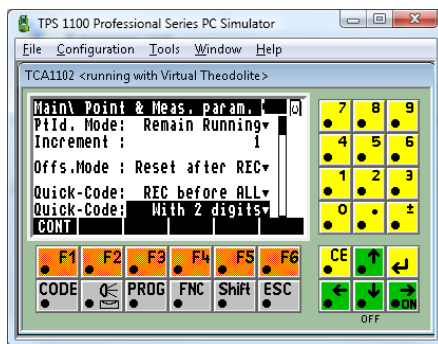 TPS 1100 Professional Series PC Simulator
File Configuration Tools Window Help
TCA1102 <running with Virtual Theodolite>
Main\ Point & Meas. param.
PtId. Mode: Remain Running
Increment : 1
Offs.Mode : Reset after REC
Quick-Code: REC before ALL
Quick-Code: With 2 digits
CONT
7 8 9
4 5 6
1 2 3
0 . ±
F1 F2 F3 F4 F5 F6
CE
CODE PROG FNC Shift ESC
ON
OFF